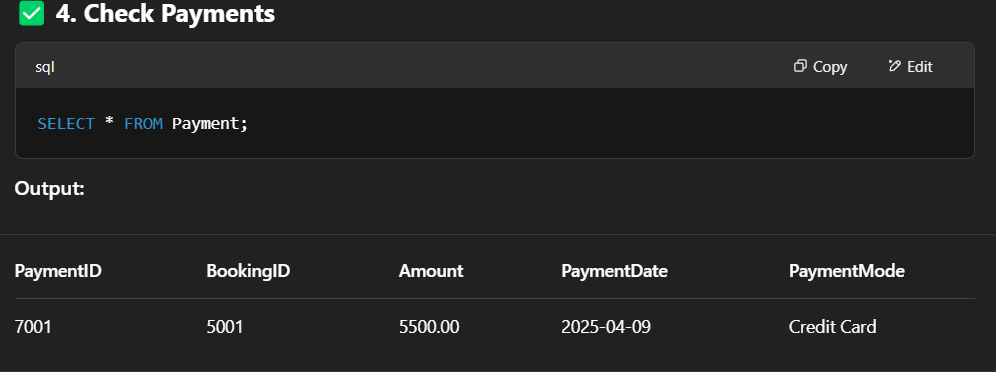 ✅ 4. Check Payments
sql Copy Edit
SELECT * FROM Payment;
Output:
PaymentID BookingID Amount PaymentDate PaymentMode
7001 5001 5500.00 2025-04-09 Credit Card